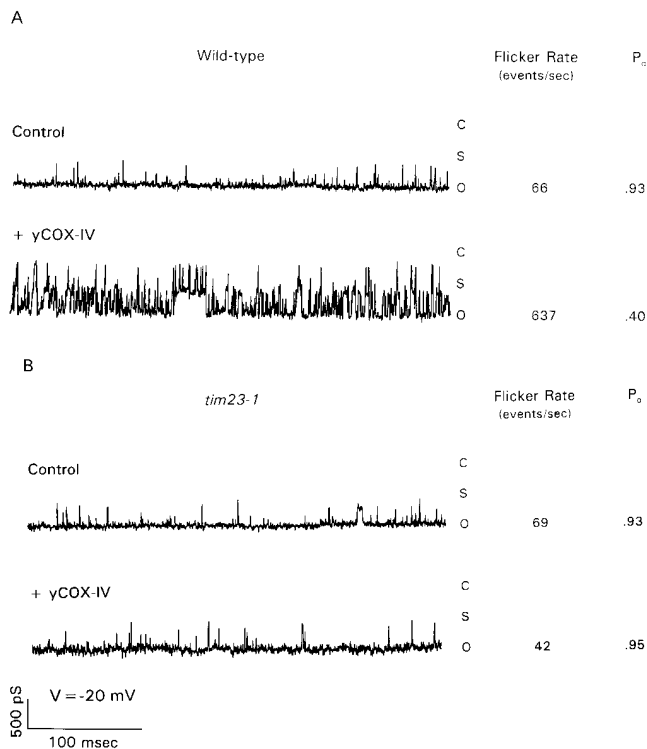 A
Wild-type
Flicker Rate
(events/sec)
Po
Control
C
S
O
66
.93
+ yCOX-IV
C
S
O
637
.40
B
tim23-1
Flicker Rate
(events/sec)
Po
Control
C
S
O
69
.93
+ yCOX-IV
C
S
O
42
.95
500 pS
V = -20 mV
100 msec